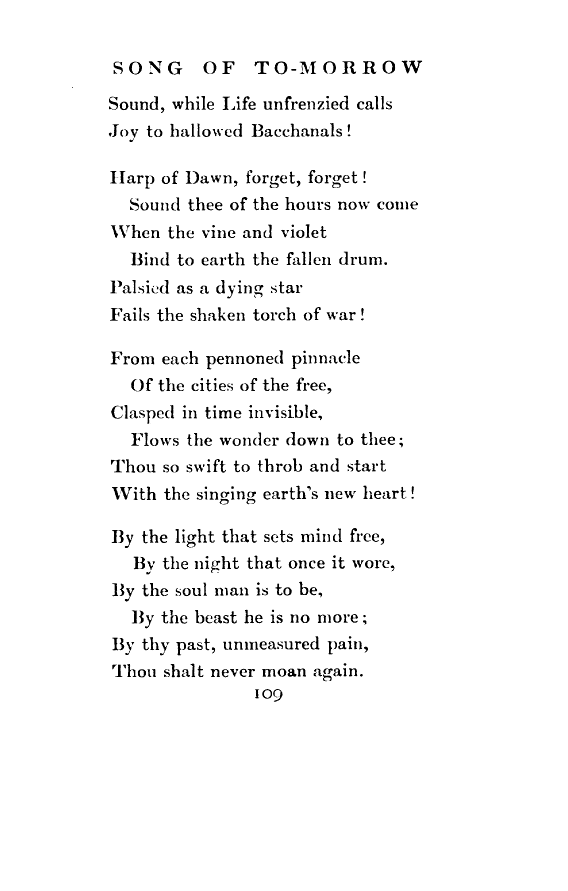 SONG OF TO-MORROW
Sound, while Life unfrenzied calls
Joy to hallowed Bacchanals!
Harp of Dawn, forget, forget!
Sound thee of the hours now come
When the vine and violet
Bind to earth the fallen drum.
Palsied as a dying star
Fails the shaken torch of war!
From each pennoned pinnacle
Of the cities of the free,
Clasped in time invisible,
Flows the wonder down to thee;
Thou so swift to throb and start
With the singing earth's new heart!
By the light that sets mind free,
By the night that once it wore,
By the soul man is to be,
By the beast he is no more;
By thy past, unmeasured pain,
Thou shalt never moan again.
109